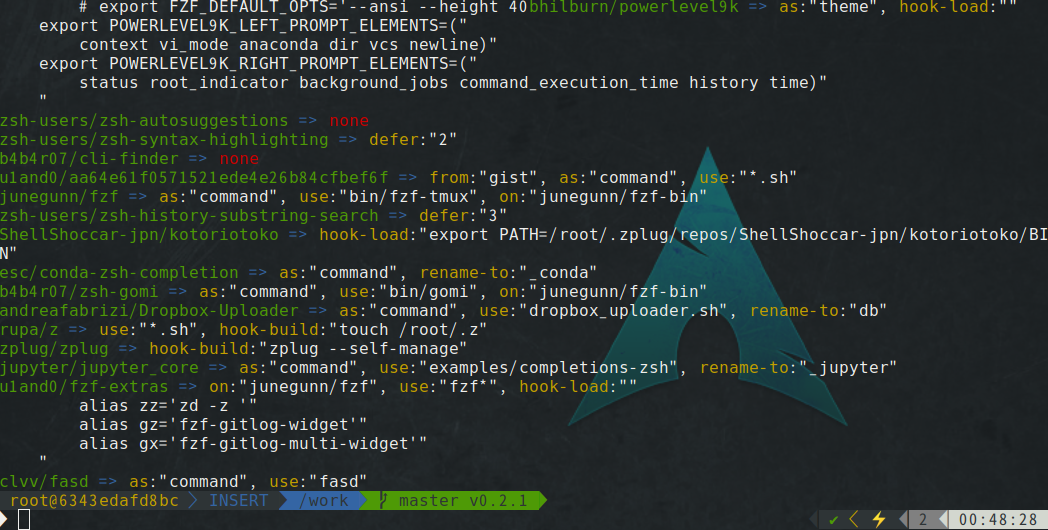 # export FZF_DEFAULT_OPTS='--ansi --height 40bhilburn/powerlevel9k => as:"theme", hook-load:""
export POWERLEVEL9K_LEFT_PROMPT_ELEMENTS=("
context vi_mode anaconda dir vcs newline)"
export POWERLEVEL9K_RIGHT_PROMPT_ELEMENTS=("
status root_indicator background_jobs command_execution_time history time)"
"
zsh-users/zsh-autosuggestions => none
zsh-users/zsh-syntax-highlighting => defer:"2"
b4b4r07/cli-finder => none
u1and0/aa64e61f0571521ede4e26b84cfbef6f => from:"gist", as:"command", use:"*.sh"
junegunn/fzf => as:"command", use:"bin/fzf-tmux", on:"junegunn/fzf-bin"
zsh-users/zsh-history-substring-search => defer:"3"
ShellShoccar-jpn/kotoriotoko => hook-load:"export PATH=/root/.zplug/repos/ShellShoccar-jpn/kotoriotoko/BI
N"
esc/conda-zsh-completion => as:"command", rename-to:"_conda"
b4b4r07/zsh-gomi => as:"command", use:"bin/gomi", on:"junegunn/fzf-bin"
andreafabrizi/Dropbox-Uploader => as:"command", use:"dropbox_uploader.sh", rename-to:"db"
rupa/z => use:"*.sh", hook-build:"touch /root/.z"
zplug/zplug => hook-build:"zplug --self-manage"
jupyter/jupyter_core => as:"command", use:"examples/completions-zsh", rename-to:"_jupyter"
u1and0/fzf-extras => on:"junegunn/fzf", use:"fzf*", hook-load:""
alias zz='zd -z '"
alias gz='fzf-gitlog-widget'"
alias gx='fzf-gitlog-multi-widget'"
"
clvv/fasd => as:"command", use:"fasd"
root@6343edafd8bc INSERT /work master v0.2.1
✔ ⚡ 2 00:48:28